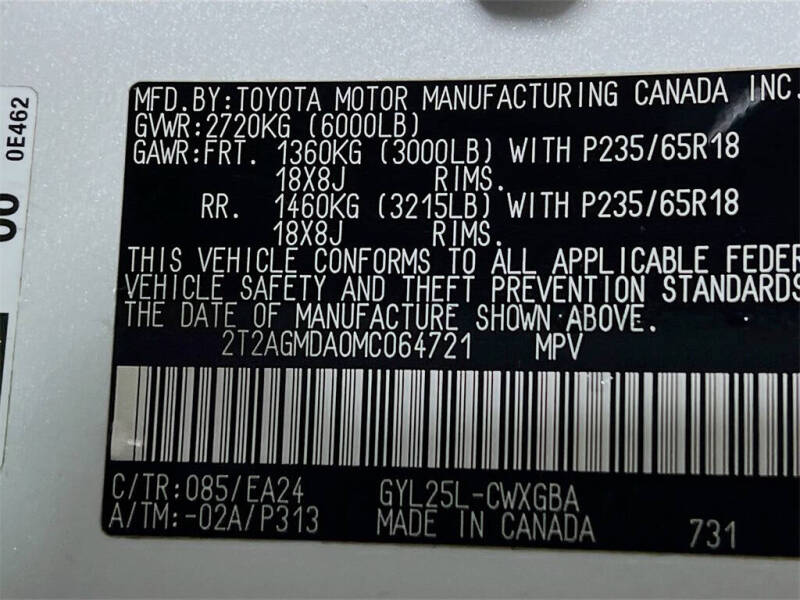 MFD.BY:TOYOTA MOTOR MANUFACTURING CANADA INC.
GVWR:2720KG (6000LB)
GAWR:FRT. 1360KG (3000LB) WITH P235/65R18
18X8J RIMS.
RR. 1460KG (3215LB) WITH P235/65R18
18X8J RIMS.
THIS VEHICLE CONFORMS TO ALL APPLICABLE FEDER
VEHICLE SAFETY AND THEFT PREVENTION STANDARDS
THE DATE OF MANUFACTURE SHOWN ABOVE.
2T2AGMDA0MC064721 MPV
C/TR:085/EA24 GYL25L-CWXGBA
A/TM:-02A/P313 MADE IN CANADA 731
0E462